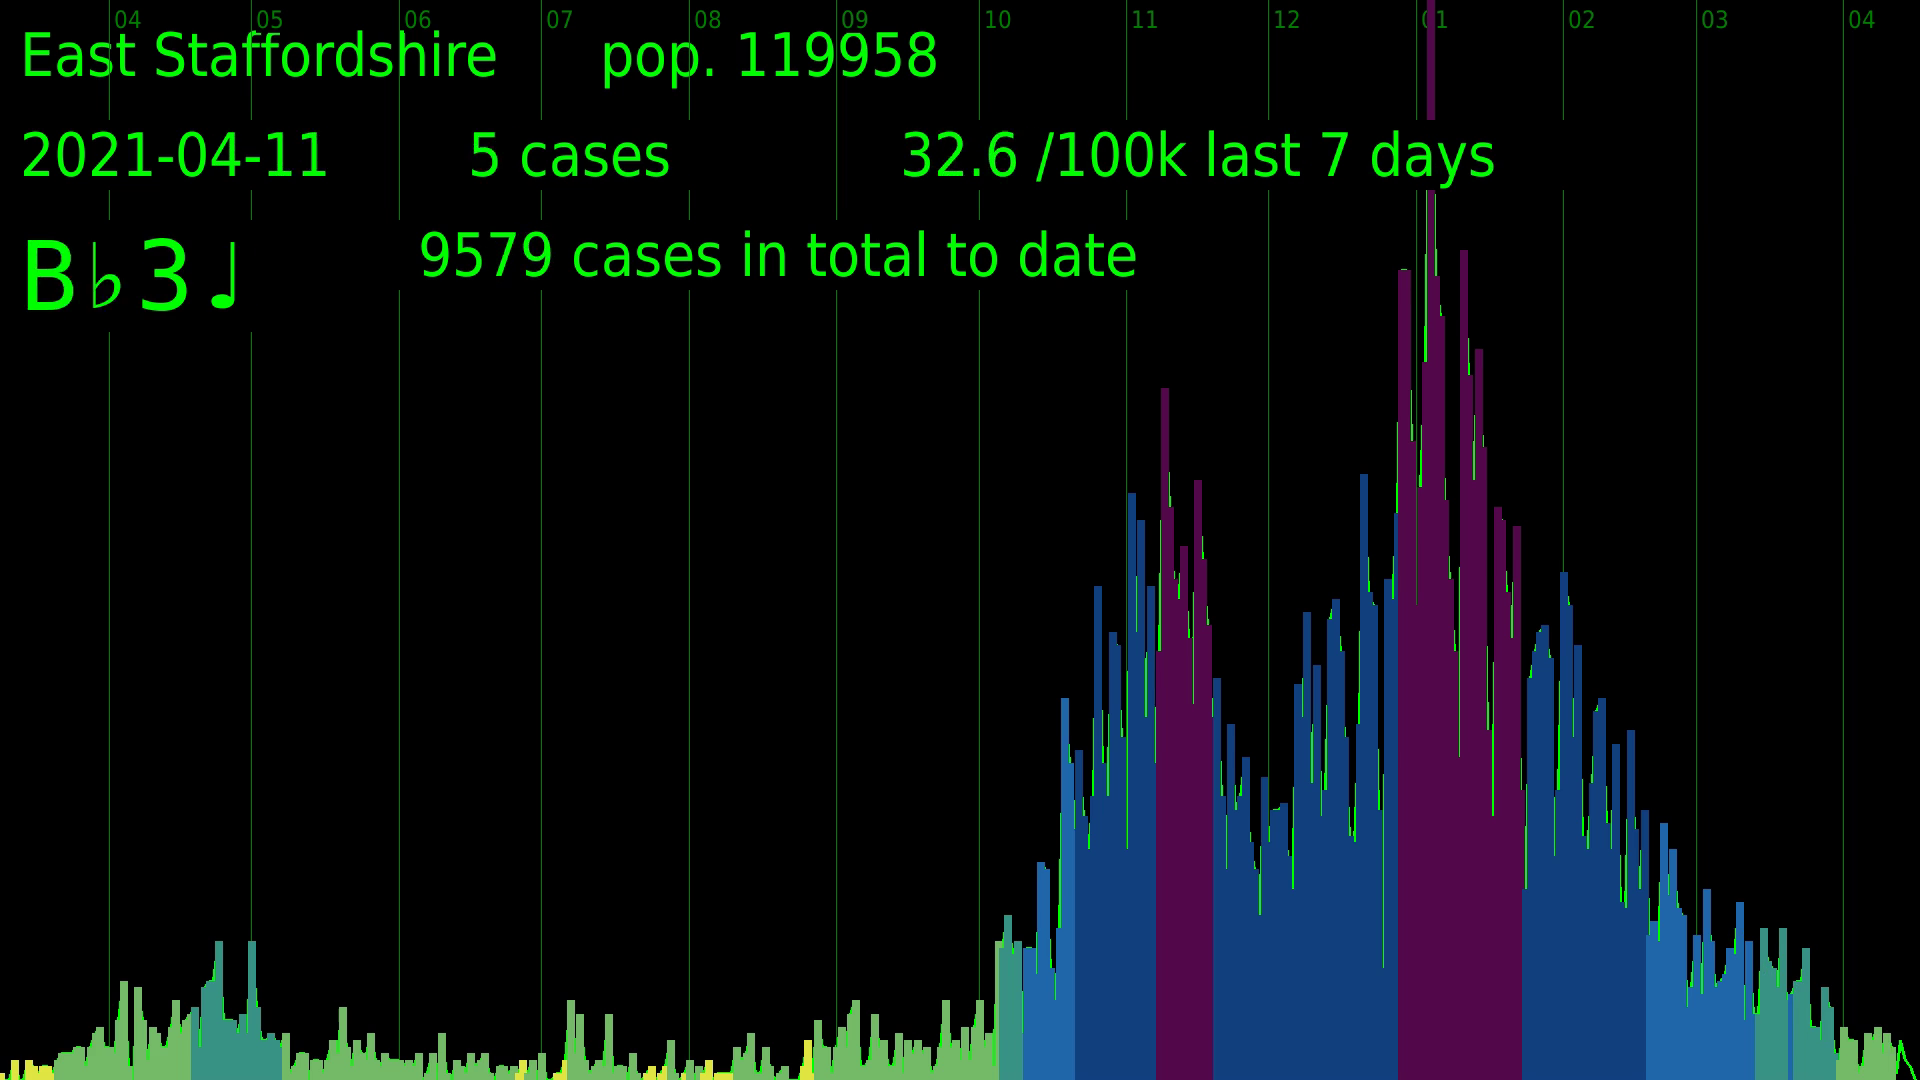 04 05 06 07 08 09 10 11 12 01 02 03 04
East Staffordshire pop. 119958
2021-04-11 5 cases 32.6 /100k last 7 days
B♭3♩ 9579 cases in total to date